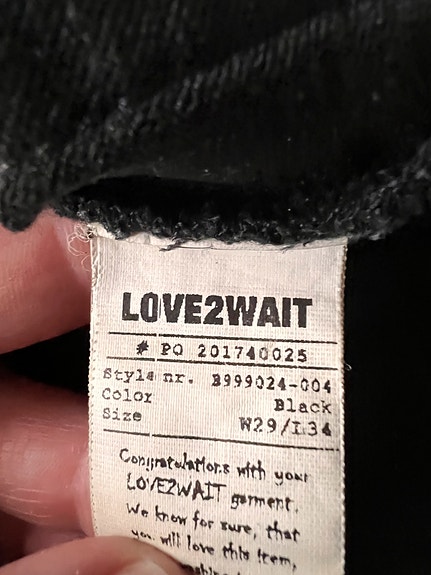 LOVE2WAIT
# PO 201740025
Style nr. B999024-004
Color Black
Size W29/L34
Congratulations with your
LOVE2WAIT garment.
We know for sure, that
you will love this item,